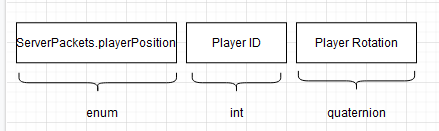 ServerPackets.playerPosition Player ID Player Rotation
enum int quaternion